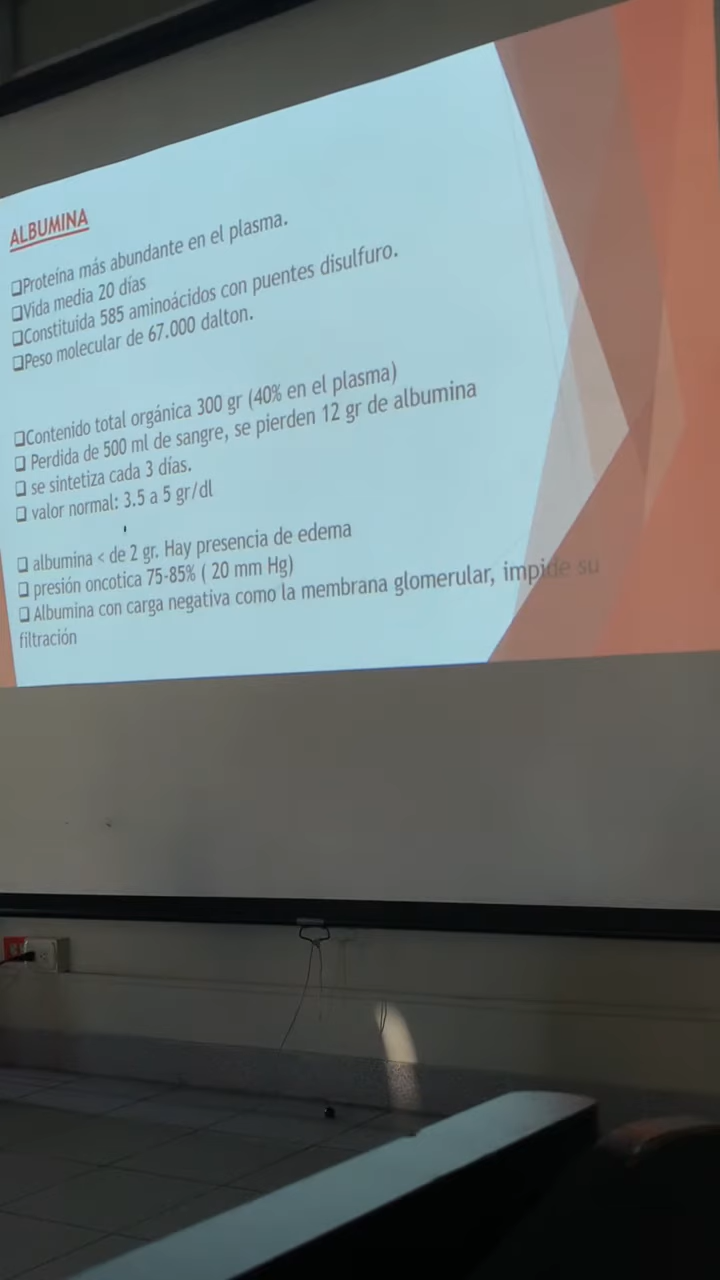 ALBUMINA
❑Proteína más abundante en el plasma.
❑Vida media 20 días
❑Constituida 585 aminoácidos con puentes disulfuro.
❑Peso molecular de 67.000 dalton.
❑Contenido total orgánica 300 gr (40% en el plasma)
❑ Perdida de 500 ml de sangre, se pierden 12 gr de albumina
❑ se sintetiza cada 3 días.
❑ valor normal: 3.5 a 5 gr/dl
❑ albumina < de 2 gr. Hay presencia de edema
❑ presión oncotica 75-85% ( 20 mm Hg)
❑ Albumina con carga negativa como la membrana glomerular, impide su
filtración